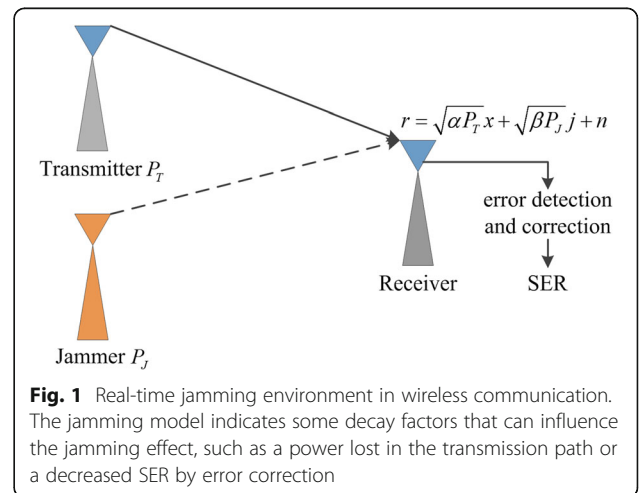 r = √αP_T x + √βP_J j + n
Transmitter P_T
error detection
and correction
Receiver
SER
Jammer P_J
Fig. 1 Real-time jamming environment in wireless communication.
The jamming model indicates some decay factors that can influence
the jamming effect, such as a power lost in the transmission path or
a decreased SER by error correction